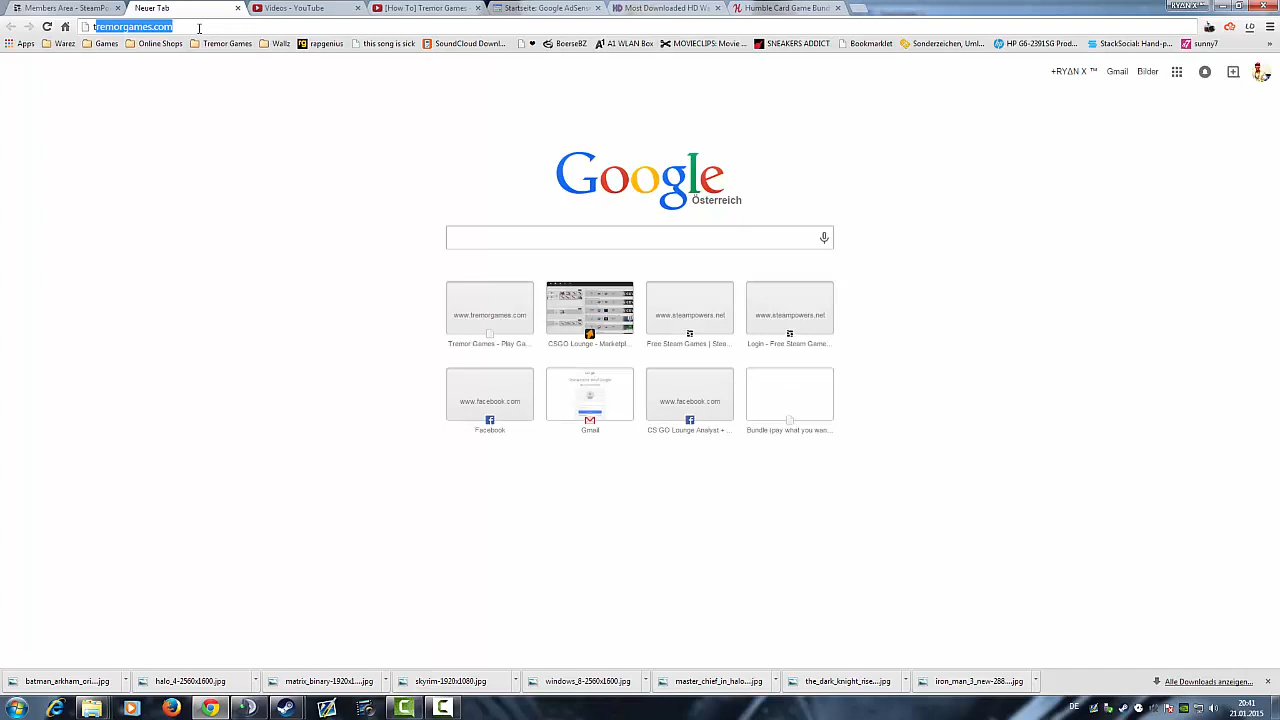 Members Area - SteamPo
Neuer Tab
Videos - YouTube
[How To] Tremor Games
Startseite: Google AdSen
Most Downloaded HD Wa
Humble Card Game Bund
RYΔN X ™
tremorgames.com
Apps
Warez
Games
Online Shops
Tremor Games
Wallz
rapgenius
this song is sick
SoundCloud Downl...
BoerseBZ
A1 WLAN Box
MOVIECLIPS: Movie ...
SNEAKERS ADDICT
Bookmarklet
Sonderzeichen, Uml...
HP G6-2391SG Prod...
StackSocial: Hand-p...
sunny7
+RYΔN X ™
Gmail
Bilder
Google
Österreich
www.tremorgames.com
www.steampowers.net
www.steampowers.net
Tremor Games - Play Ga...
CSGO Lounge - Marketpl...
Free Steam Games | Stea...
Login - Free Steam Game...
www.facebook.com
www.facebook.com
Facebook
Gmail
CS GO Lounge Analyst + ...
Bundle (pay what you wan...
batman_arkham_ori....jpg
halo_4-2560x1600.jpg
matrix_binary-1920x1....jpg
skyrim-1920x1080.jpg
windows_8-2560x1600.jpg
master_chief_in_halo....jpg
the_dark_knight_rise....jpg
iron_man_3_new-288....jpg
Alle Downloads anzeigen...
DE
20:41
21.01.2015